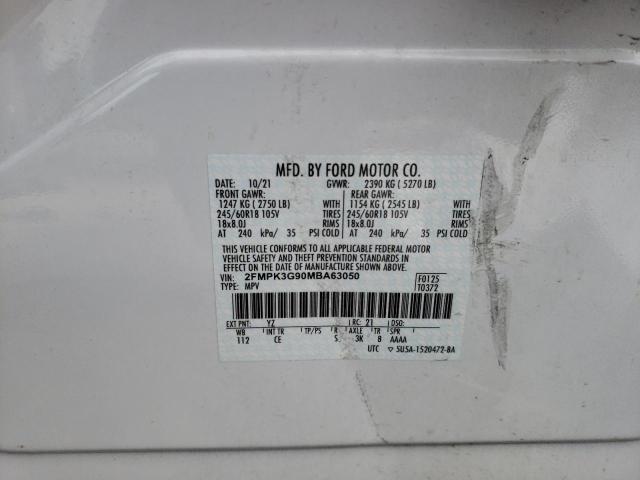 MFD. BY FORD MOTOR CO.
DATE: 10/21 GVWR: 2390 KG ( 5270 LB)
FRONT GAWR: REAR GAWR:
1247 KG ( 2750 LB) WITH 1154 KG ( 2545 LB) WITH
245/60R18 105V TIRES 245/60R18 105V TIRES
18x8.0J RIMS 18x8.0J RIMS
AT 240 kPa/ 35 PSI COLD AT 240 kPa/ 35 PSI COLD
THIS VEHICLE CONFORMS TO ALL APPLICABLE FEDERAL MOTOR
VEHICLE SAFETY AND THEFT PREVENTION STANDARDS IN
EFFECT ON THE DATE OF MANUFACTURE SHOWN ABOVE.
VIN: 2FMPK3G90MBA63050 F0125
TYPE: MPV T0372
EXT PNT: YZ RC: 21 DSO:
WB INT TR TP/PS R AXLE TR SPR
112 CE S 3K 8 AAAA
UTC ▽ 5U5A-1520472-BA